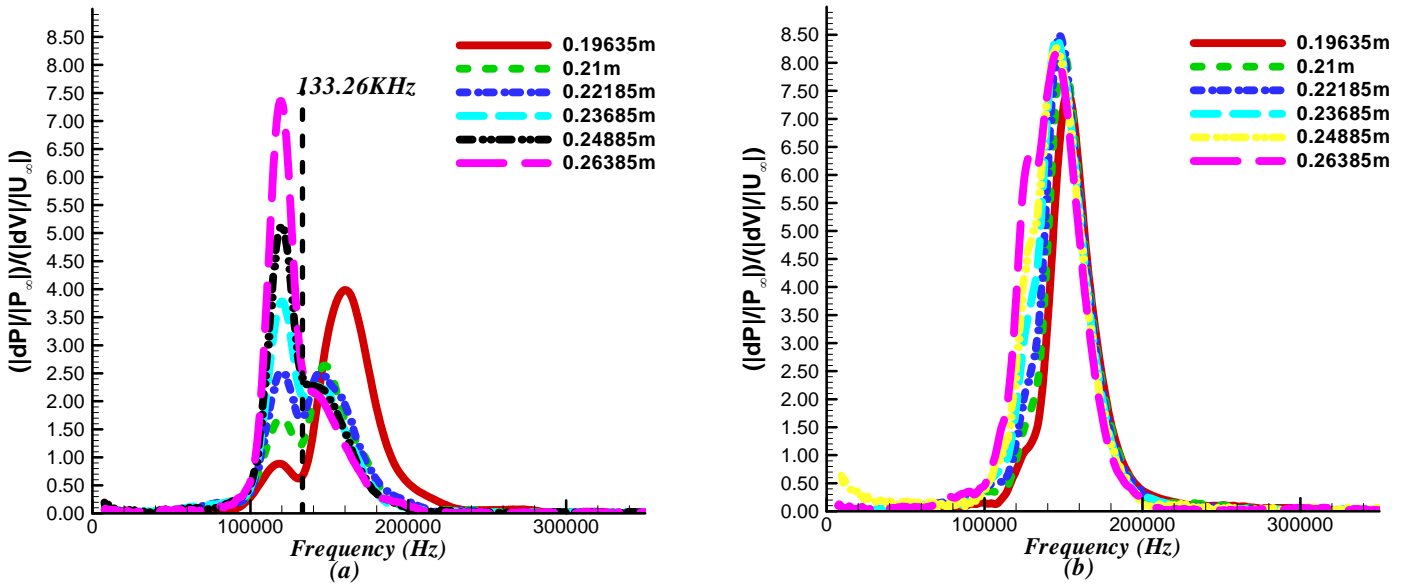 (|dP|/|P∞|)/(|dV|/|U∞|)
8.50
8.00
7.50
7.00
6.50
6.00
5.50
5.00
4.50
4.00
3.50
3.00
2.50
2.00
1.50
1.00
0.50
0.00
0 100000 200000 300000
Frequency (Hz)
(a)
133.26KHz
0.19635m
0.21m
0.22185m
0.23685m
0.24885m
0.26385m
(|dP|/|P∞|)/(|dV|/|U∞|)
8.50
8.00
7.50
7.00
6.50
6.00
5.50
5.00
4.50
4.00
3.50
3.00
2.50
2.00
1.50
1.00
0.50
0.00
0 100000 200000 300000
Frequency (Hz)
(b)
0.19635m
0.21m
0.22185m
0.23685m
0.24885m
0.26385m